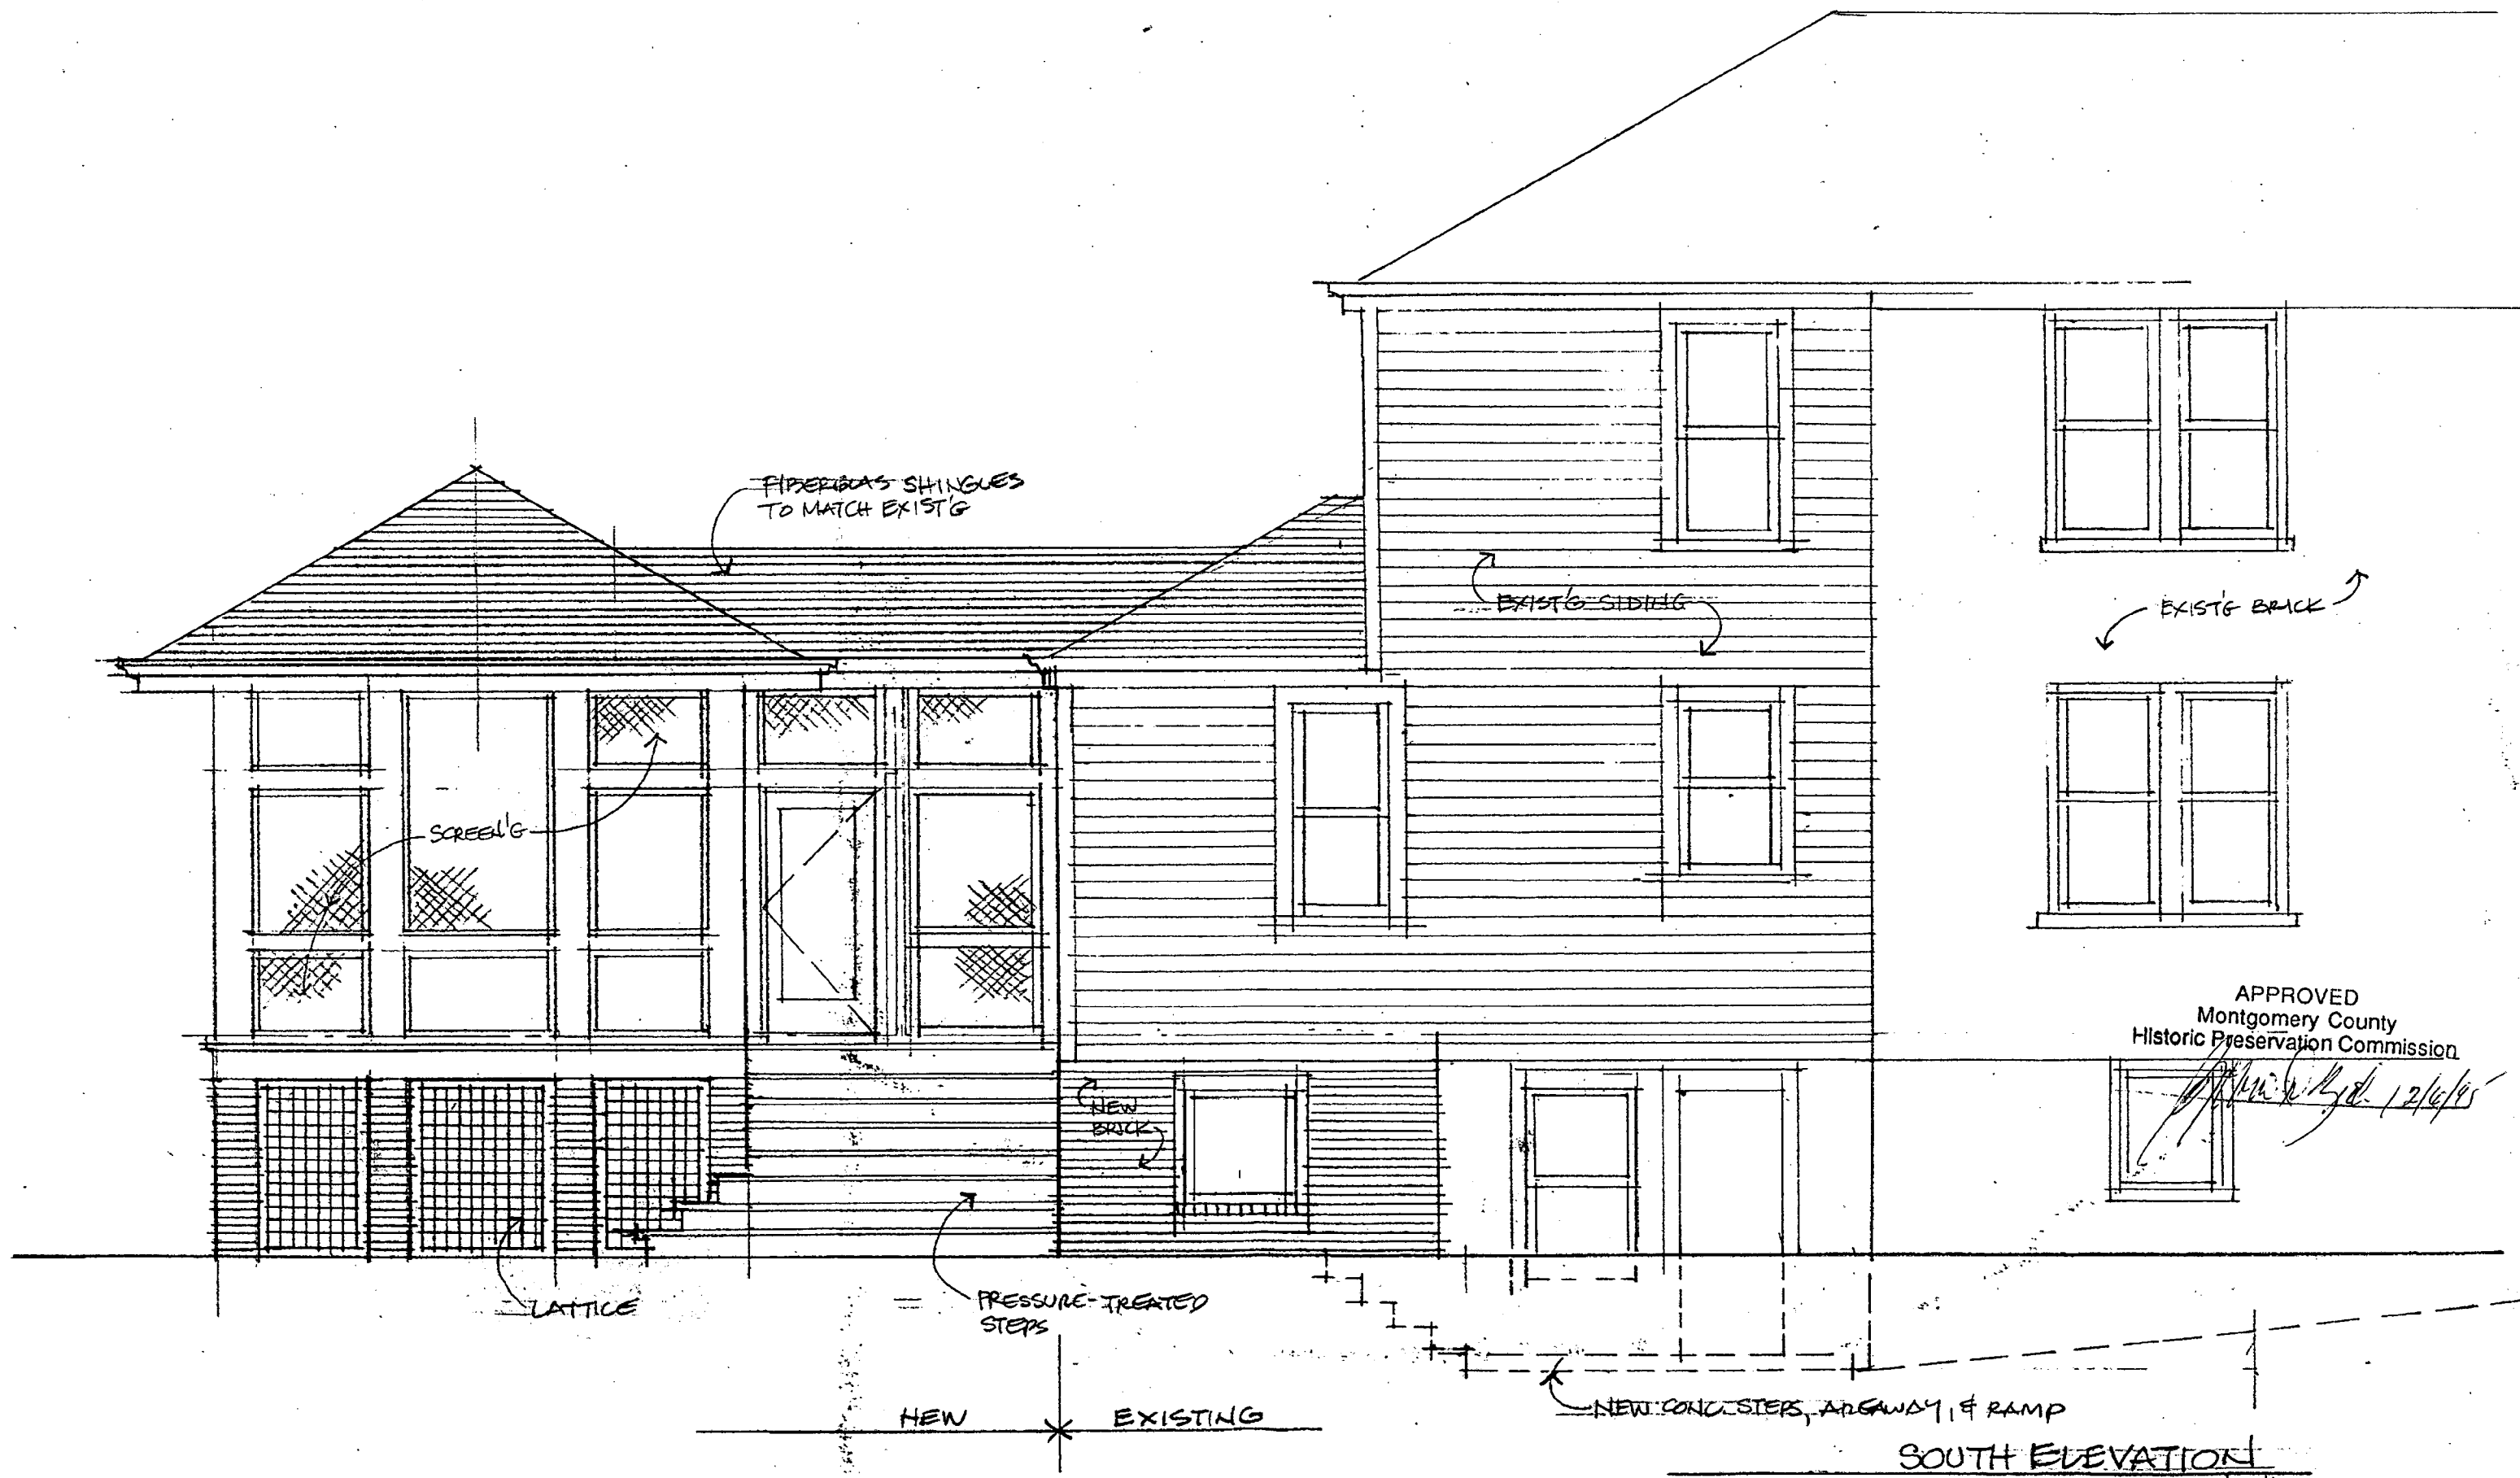 FIBERGLAS SHINGLES
TO MATCH EXIST'G
EXIST'G SIDING
EXIST'G BRICK
SCREEN'G
APPROVED
Montgomery County
Historic Preservation Commission
12/6/95
NEW
BRICK
LATTICE
PRESSURE-TREATED
STEPS
NEW
EXISTING
NEW CONC. STEPS, AREAWAY, & RAMP
SOUTH ELEVATION